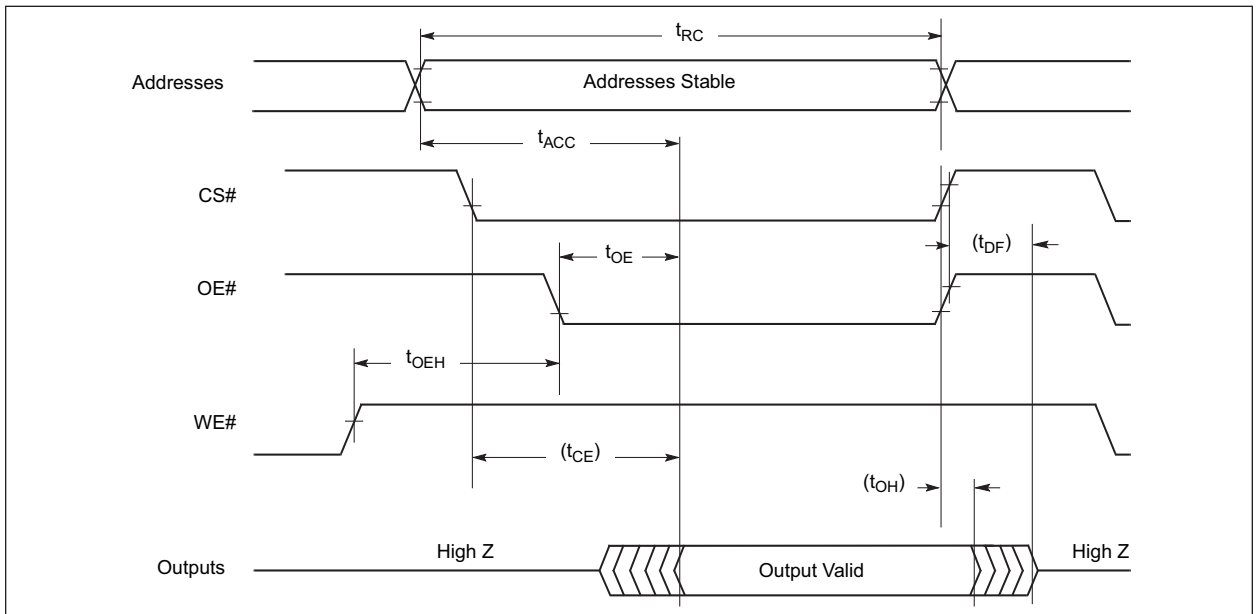 tRC
Addresses
Addresses Stable
tACC
CS#
(tDF)
tOE
OE#
tOEH
WE#
(tCE)
(tOH)
High Z
High Z
Outputs
Output Valid